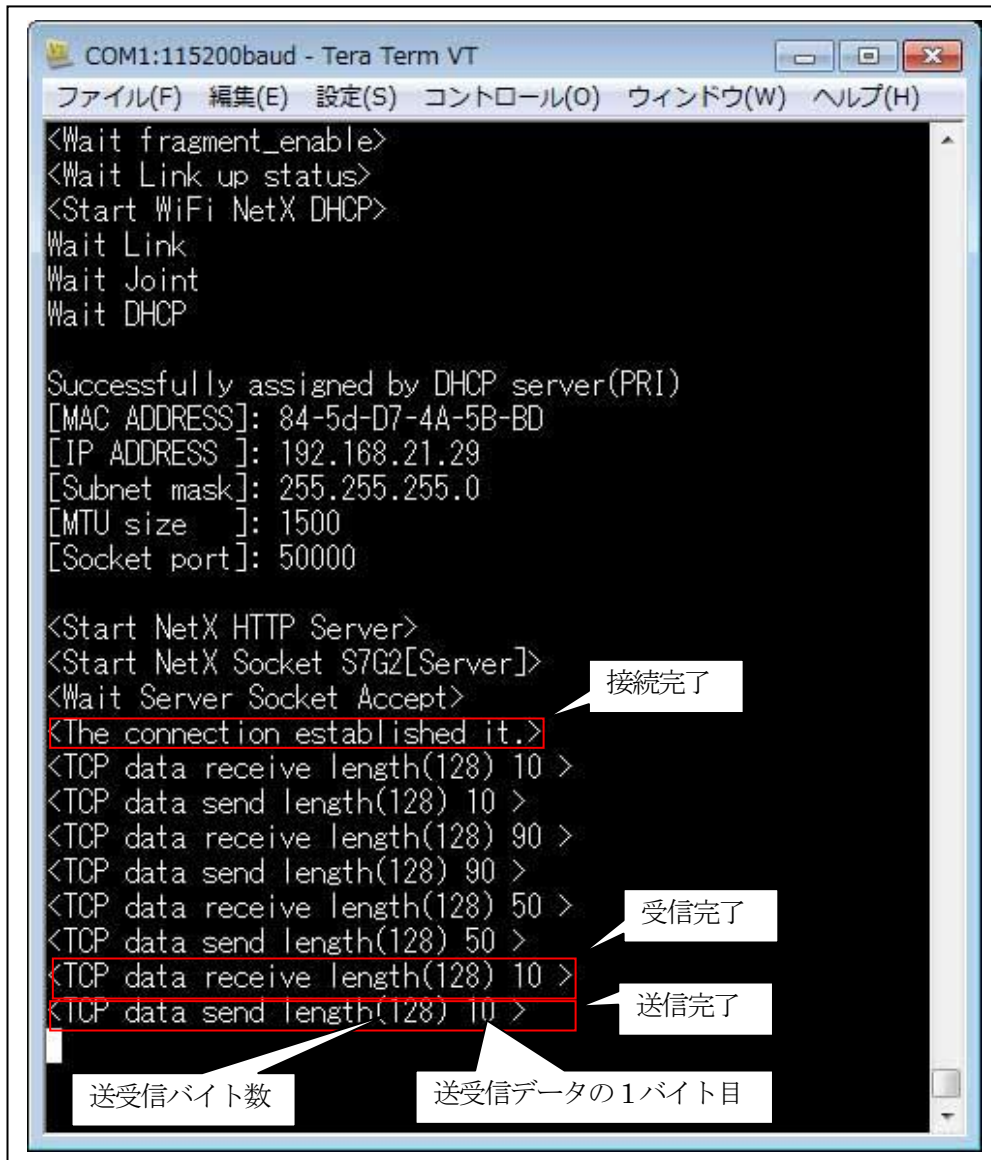 COM1:115200baud - Tera Term VT
ファイル(F) 編集(E) 設定(S) コントロール(O) ウィンドウ(W) ヘルプ(H)
<Wait fragment_enable>
<Wait Link up status>
<Start WiFi NetX DHCP>
Wait Link
Wait Joint
Wait DHCP
Successfully assigned by DHCP server(PRI)
[MAC ADDRESS]: 84-5d-D7-4A-5B-BD
[IP ADDRESS ]: 192.168.21.29
[Subnet mask]: 255.255.255.0
[MTU size   ]: 1500
[Socket port]: 50000
<Start NetX HTTP Server>
<Start NetX Socket S7G2[Server]>
接続完了
<Wait Server Socket Accept>
<The connection established it.>
<TCP data receive length(128) 10 >
<TCP data send length(128) 10 >
<TCP data receive length(128) 90 >
<TCP data send length(128) 90 >
<TCP data receive length(128) 50 >
受信完了
<TCP data send length(128) 50 >
<TCP data receive length(128) 10 >
送信完了
<TCP data send length(128) 10 >
送受信バイト数
送受信データの1バイト目